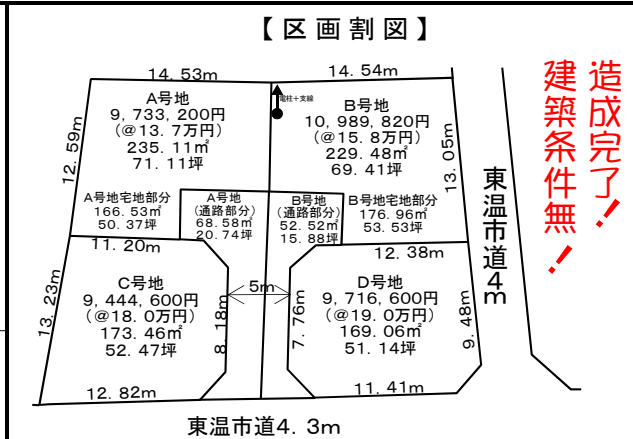 【区画割図】
造成完了!
建築条件無!
14.53m
14.54m
A号地
9,733,200円
(@13.7万円)
235.11㎡
71.11坪
電柱+支線
B号地
10,989,820円
(@15.8万円)
229.48㎡
69.41坪
12.59m
13.05m
A号地宅地部分
166.53㎡
50.37坪
A号地
(通路部分)
68.58㎡
20.74坪
B号地
(通路部分)
52.52㎡
15.88坪
B号地宅地部分
176.96㎡
53.53坪
東温市道4m
11.20m
12.38m
C号地
9,444,600円
(@18.0万円)
173.46㎡
52.47坪
5m
D号地
9,716,600円
(@19.0万円)
169.06㎡
51.14坪
13.23m
8.18m
7.76m
9.48m
12.82m
11.41m
東温市道4.3m